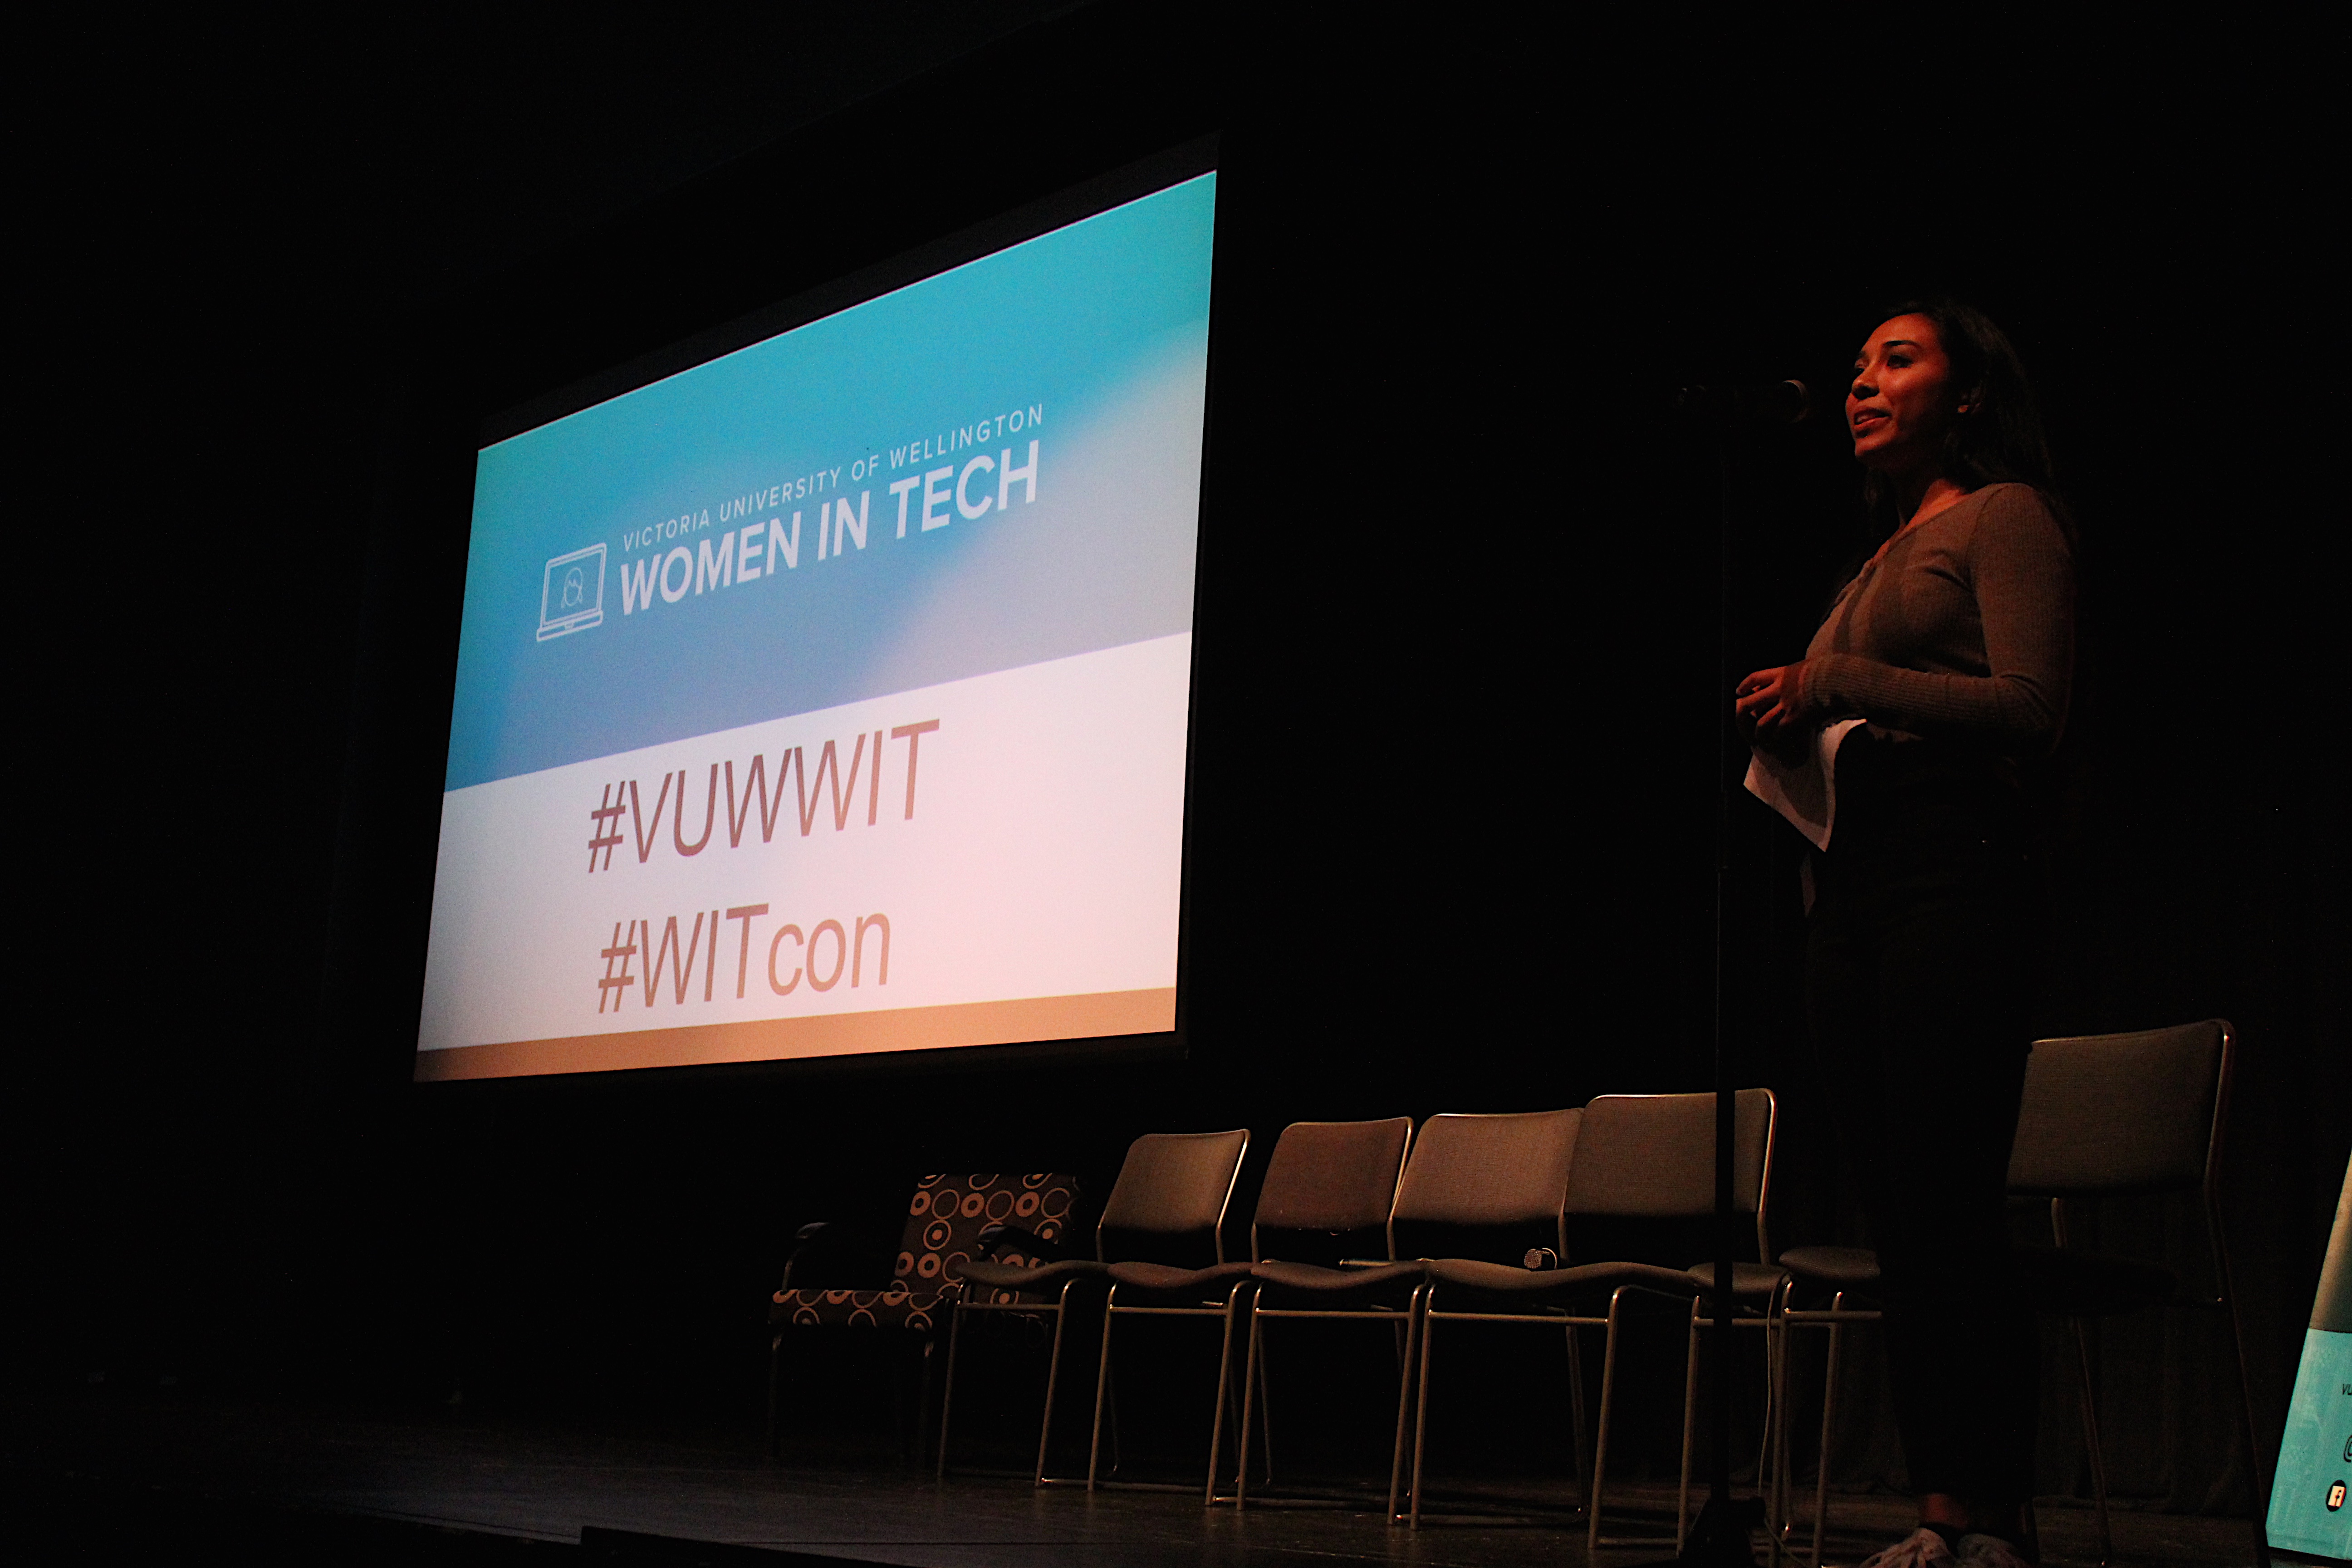 VICTORIA UNIVERSITY OF WELLINGTON
WOMEN IN TECH
#VUWWIT
#WITcon